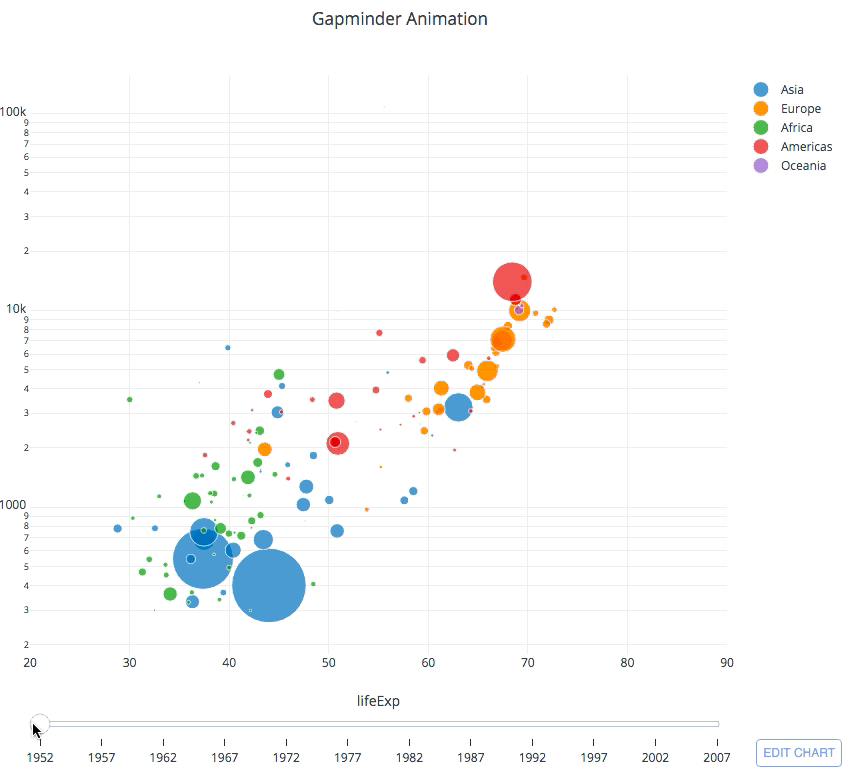 Gapminder Animation
100k
9
8
7
6
5
4
3
2
10k
9
8
7
6
5
4
3
2
1000
9
8
7
6
5
4
3
2
20 30 40 50 60 70 80 90
lifeExp
Asia
Europe
Africa
Americas
Oceania
1952 1957 1962 1967 1972 1977 1982 1987 1992 1997 2002 2007
EDIT CHART